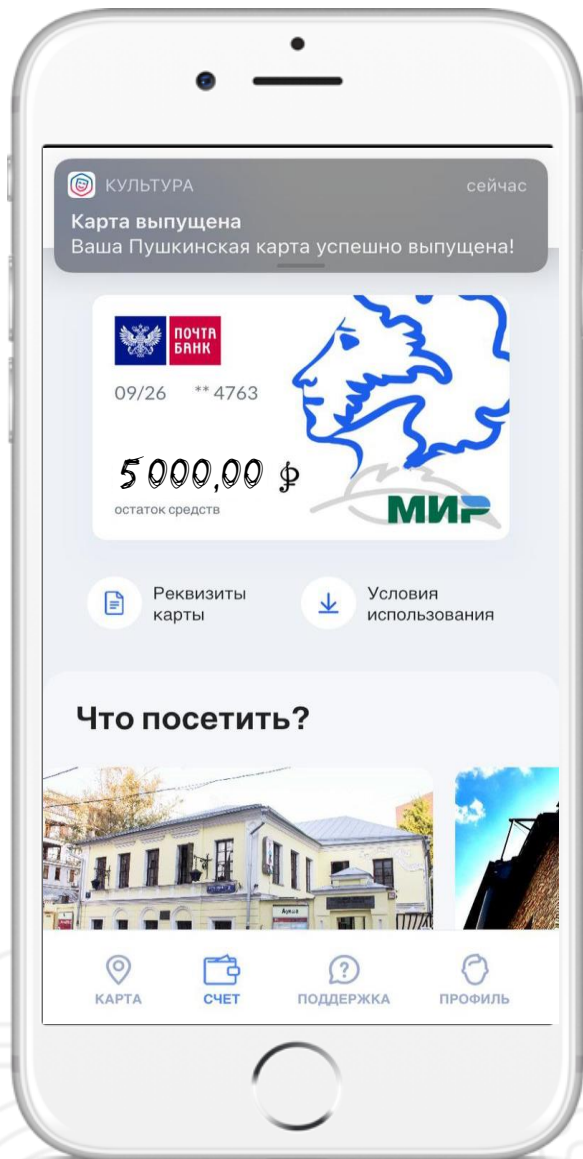 КУЛЬТУРА
сейчас
Карта выпущена
Ваша Пушкинская карта успешно выпущена!
ПОЧТА
БАНК
09/26 ** 4763
5 000,00 ₽
остаток средств
МИР
Реквизиты
карты
Условия
использования
Что посетить?
КАРТА
СЧЕТ
ПОДДЕРЖКА
ПРОФИЛЬ